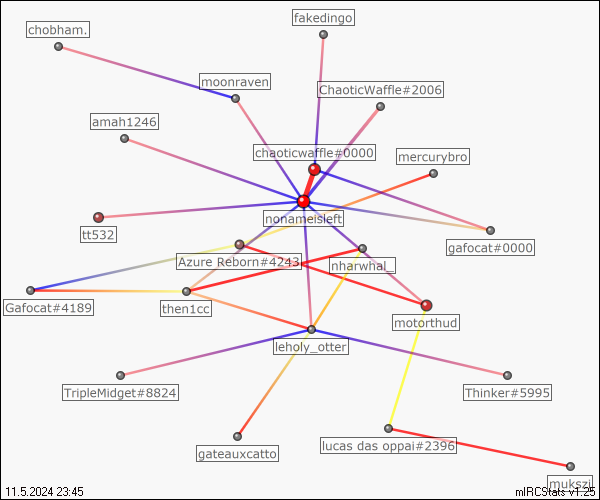 fakedingo
chobham.
moonraven
ChaoticWaffle#2006
amah1246
chaoticwaffle#0000
mercurybro
nonameisleft
tt532
gafocat#0000
Azure Reborn#4243
nharwhal_
Gafocat#4189
then1cc
motorthud
leholy_otter
TripleMidget#8824
Thinker#5995
lucas das oppai#2396
gateauxcatto
mukszi
11.5.2024 23:45
mIRCStats v1.25